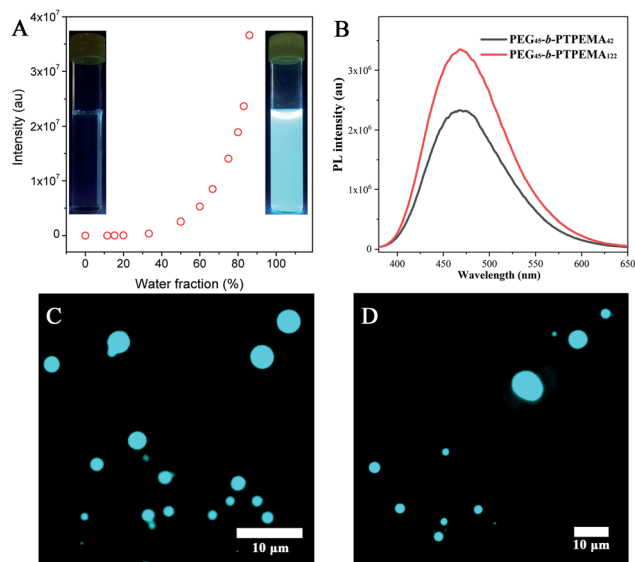 A
Intensity (au)
4x10⁷
3x10⁷
2x10⁷
1x10⁷
0
0 20 40 60 80 100
Water fraction (%)
B
PL intensity (au)
3x10⁶
2x10⁶
1x10⁶
0
PEG₄₅-b-PTPEMA₄₂
PEG₄₅-b-PTPEMA₁₂₂
400 450 500 550 600 650
Wavelength (nm)
C
10 µm
D
10 µm